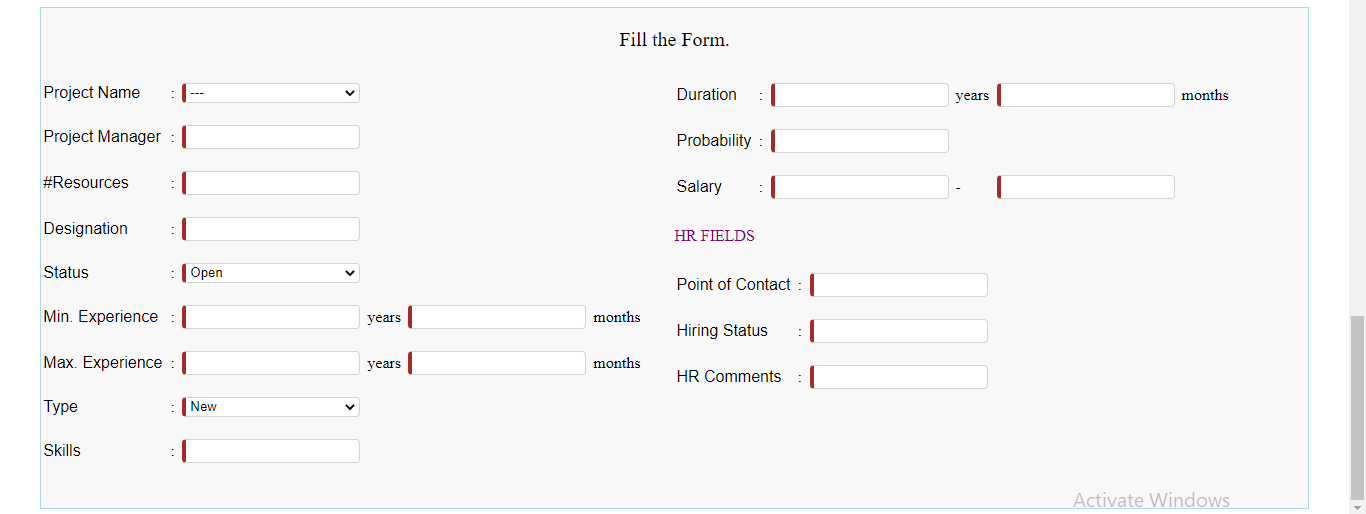 Fill the Form.
Project Name : ---
Project Manager :
#Resources :
Designation :
Status : Open
Min. Experience : years months
Max. Experience : years months
Type : New
Skills :
Duration : years months
Probability :
Salary : -
HR FIELDS
Point of Contact :
Hiring Status :
HR Comments :
Activate Windows